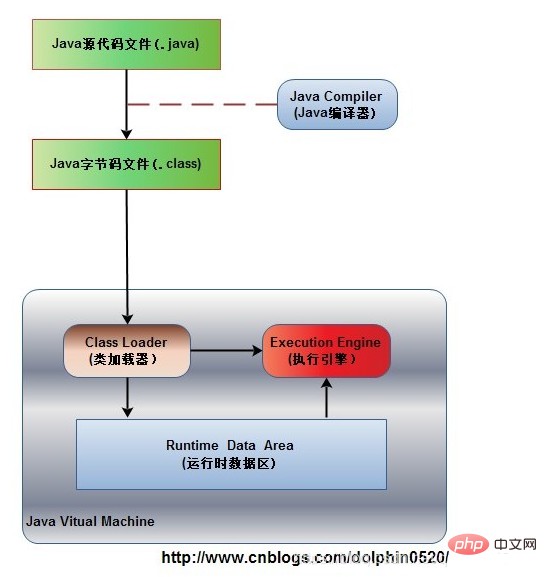 Java源代码文件(.java)
Java Compiler
(Java编译器)
Java字节码文件(.class)
Class Loader
(类加载器)
Execution Engine
(执行引擎)
Runtime Data Area
(运行时数据区)
Java Vitual Machine
http://www.cnblogs.com/dolphin0520/
php 中文网